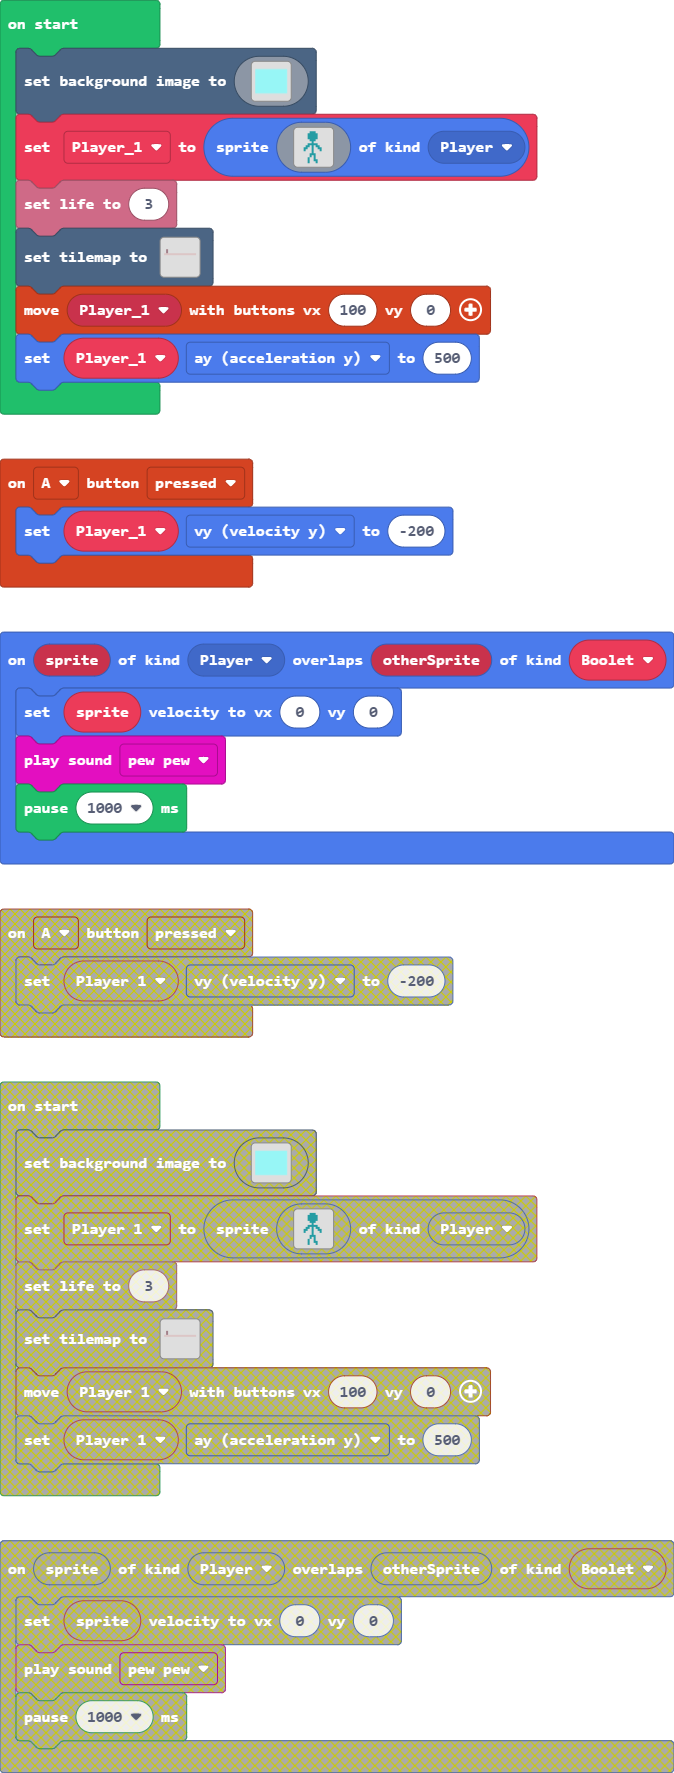 on start
set background image to
set Player_1 to sprite of kind Player
set life to 3
set tilemap to
move Player_1 with buttons vx 100 vy 0
set Player_1 ay (acceleration y) to 500
on A button pressed
set Player_1 vy (velocity y) to -200
on sprite of kind Player overlaps otherSprite of kind Boolet
set sprite velocity to vx 0 vy 0
play sound pew pew
pause 1000 ms
on A button pressed
set Player 1 vy (velocity y) to -200
on start
set background image to
set Player 1 to sprite of kind Player
set life to 3
set tilemap to
move Player 1 with buttons vx 100 vy 0
set Player 1 ay (acceleration y) to 500
on sprite of kind Player overlaps otherSprite of kind Boolet
set sprite velocity to vx 0 vy 0
play sound pew pew
pause 1000 ms